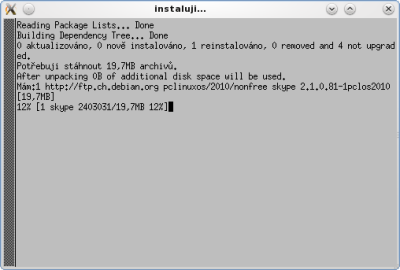 instaluji...
Reading Package Lists... Done
Building Dependency Tree... Done
0 aktualizováno, 0 nově instalováno, 1 reinstalováno, 0 removed and 4 not upgrad
ed.
Potřebuji stáhnout 19,7MB archivů.
After unpacking 0B of additional disk space will be used.
Mám:1 http://ftp.ch.debian.org pclinuxos/2010/nonfree skype 2.1.0.81-1pclos2010
[19,7MB]
12% [1 skype 2403031/19,7MB 12%]